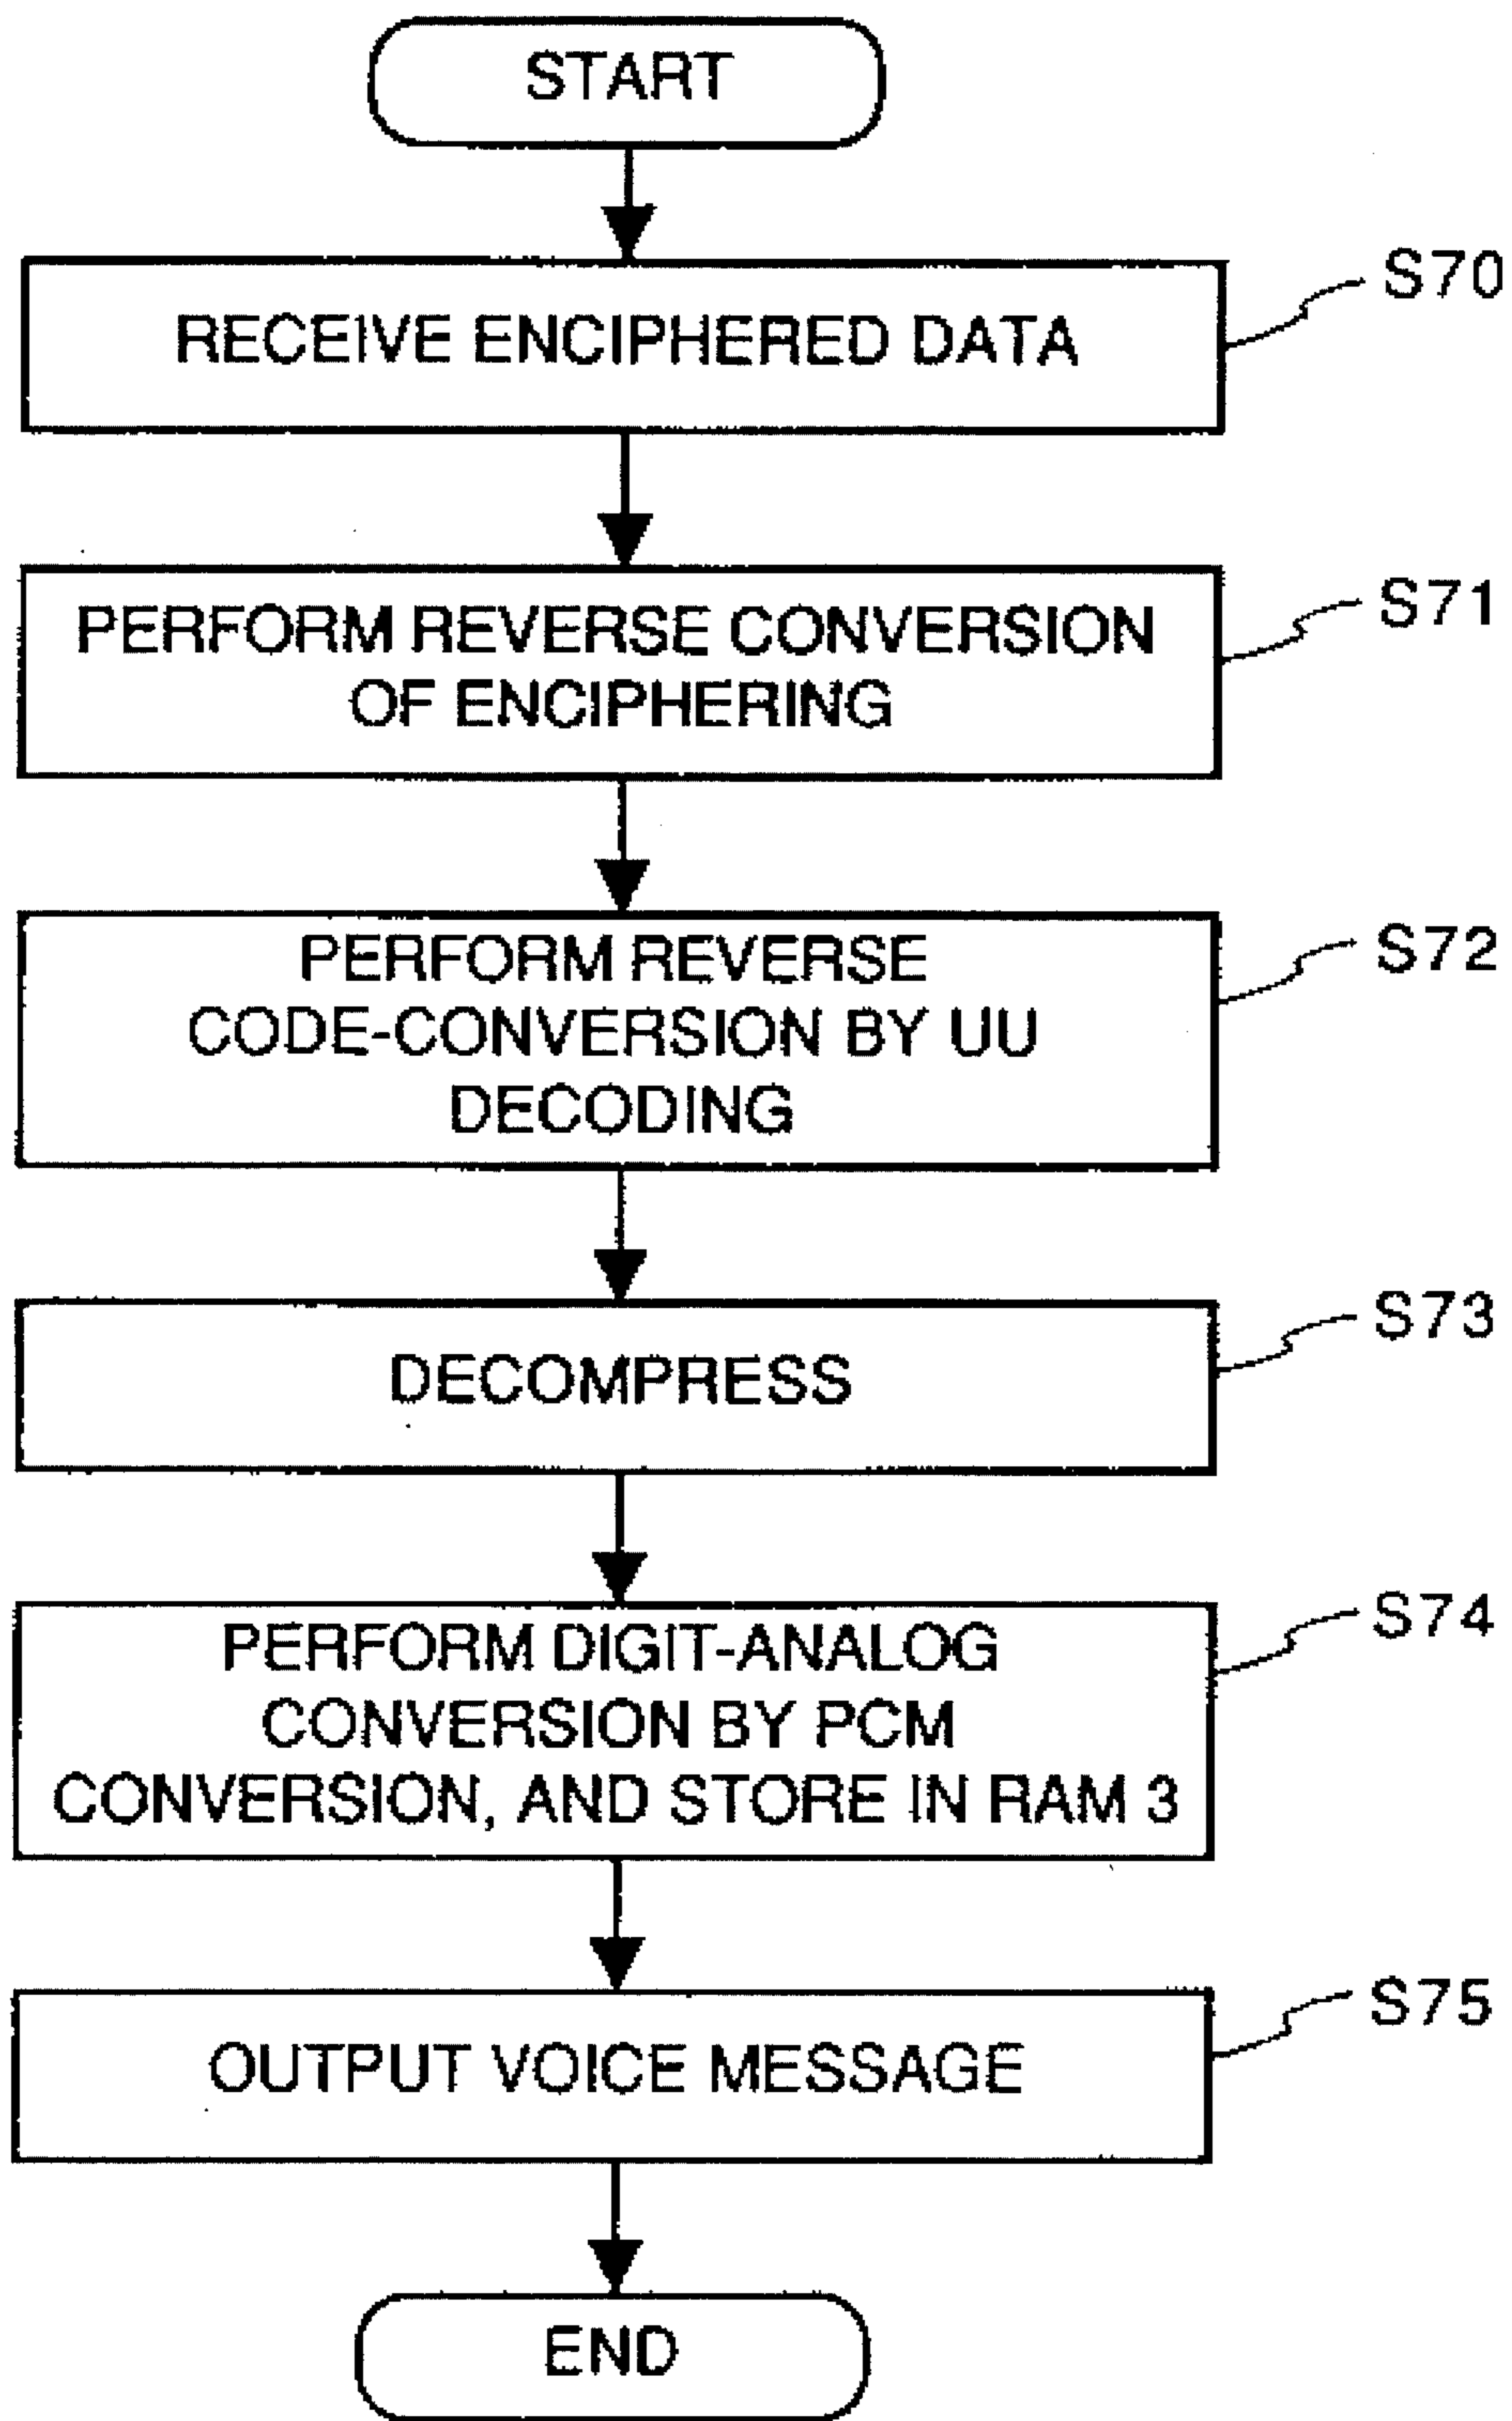 START
RECEIVE ENCIPHERED DATA
S70
PERFORM REVERSE CONVERSION
OF ENCIPHERING
S71
PERFORM REVERSE
CODE-CONVERSION BY UU
DECODING
S72
DECOMPRESS
S73
PERFORM DIGIT-ANALOG
CONVERSION BY PCM
CONVERSION, AND STORE IN RAM 3
S74
OUTPUT VOICE MESSAGE
S75
END